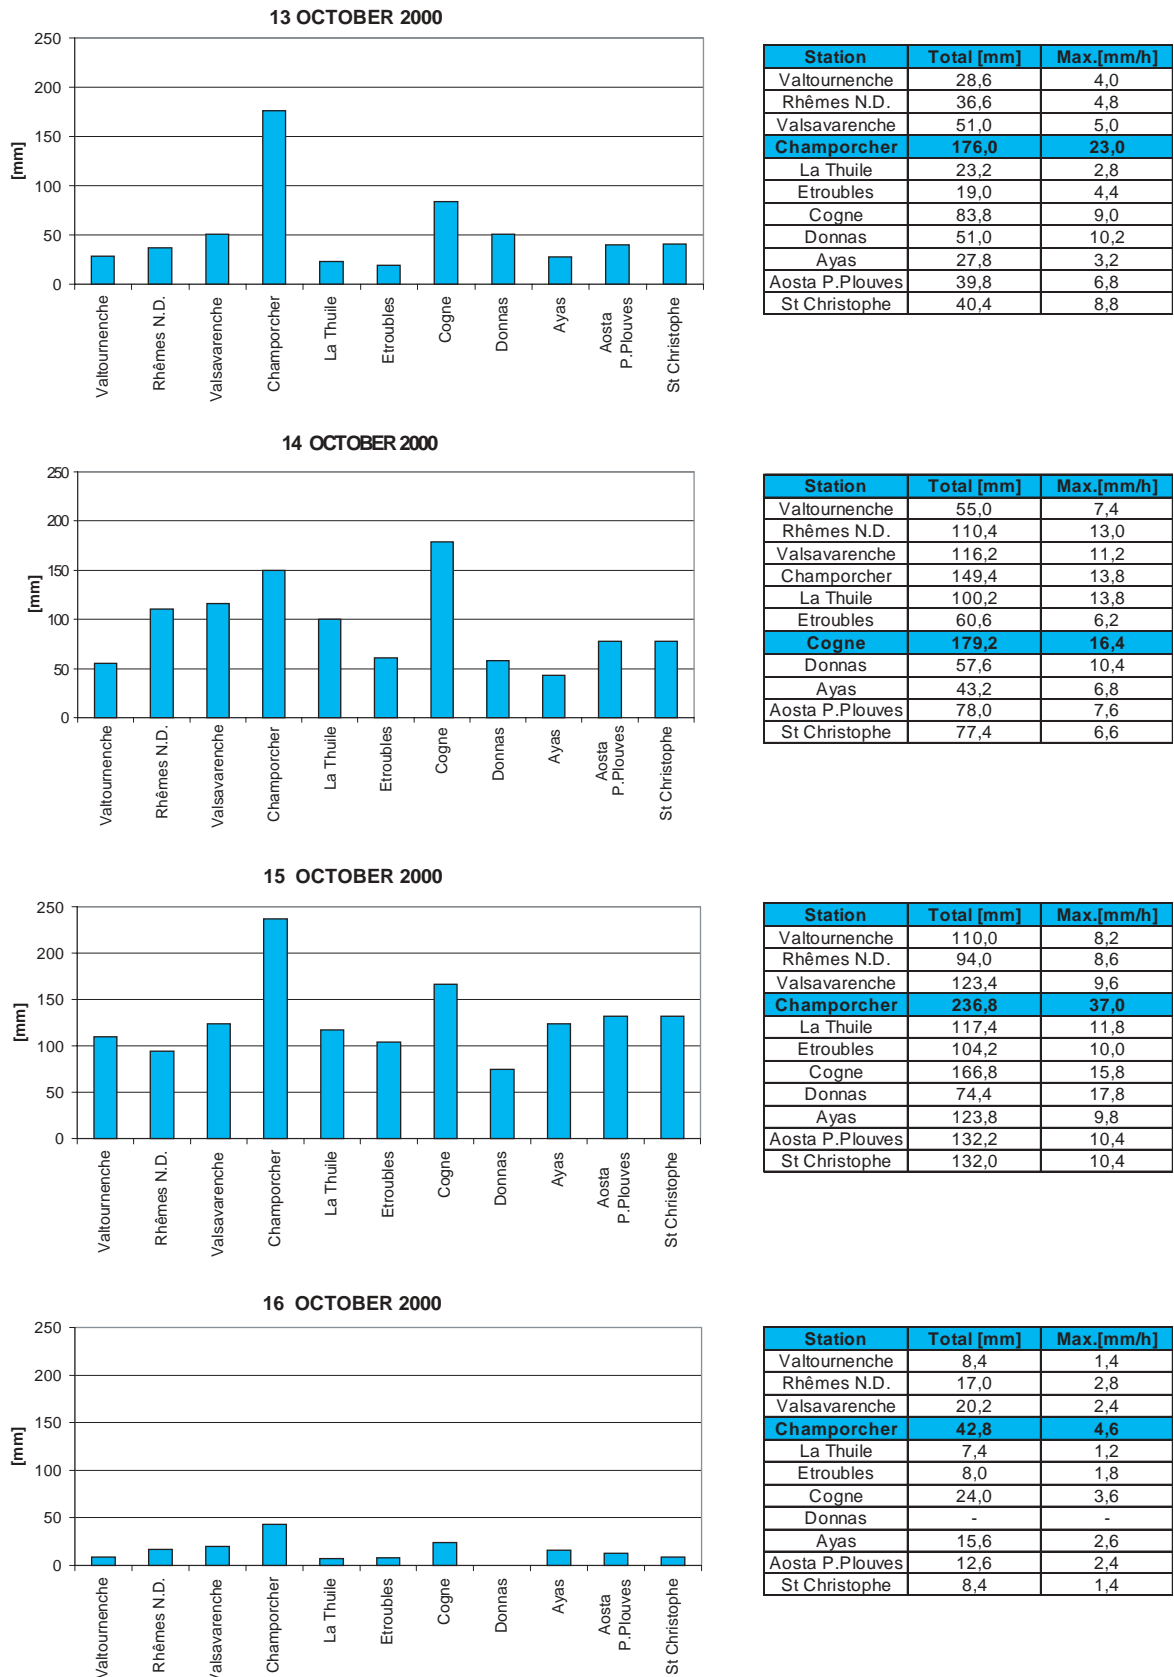 13 OCTOBER 2000
250
200
150
100
50
0
[mm]
Valtournenche
Rhêmes N.D.
Valsavarenche
Champorcher
La Thuile
Etroubles
Cogne
Donnas
Ayas
Aosta
P.Plouves
St Christophe
Station Total [mm] Max.[mm/h]
Valtournenche 28,6 4,0
Rhêmes N.D. 36,6 4,8
Valsavarenche 51,0 5,0
Champorcher 176,0 23,0
La Thuile 23,2 2,8
Etroubles 19,0 4,4
Cogne 83,8 9,0
Donnas 51,0 10,2
Ayas 27,8 3,2
Aosta P.Plouves 39,8 6,8
St Christophe 40,4 8,8
14 OCTOBER 2000
250
200
150
100
50
0
[mm]
Valtournenche
Rhêmes N.D.
Valsavarenche
Champorcher
La Thuile
Etroubles
Cogne
Donnas
Ayas
Aosta
P.Plouves
St Christophe
Station Total [mm] Max.[mm/h]
Valtournenche 55,0 7,4
Rhêmes N.D. 110,4 13,0
Valsavarenche 116,2 11,2
Champorcher 149,4 13,8
La Thuile 100,2 13,8
Etroubles 60,6 6,2
Cogne 179,2 16,4
Donnas 57,6 10,4
Ayas 43,2 6,8
Aosta P.Plouves 78,0 7,6
St Christophe 77,4 6,6
15 OCTOBER 2000
250
200
150
100
50
0
[mm]
Valtournenche
Rhêmes N.D.
Valsavarenche
Champorcher
La Thuile
Etroubles
Cogne
Donnas
Ayas
Aosta
P.Plouves
St Christophe
Station Total [mm] Max.[mm/h]
Valtournenche 110,0 8,2
Rhêmes N.D. 94,0 8,6
Valsavarenche 123,4 9,6
Champorcher 236,8 37,0
La Thuile 117,4 11,8
Etroubles 104,2 10,0
Cogne 166,8 15,8
Donnas 74,4 17,8
Ayas 123,8 9,8
Aosta P.Plouves 132,2 10,4
St Christophe 132,0 10,4
16 OCTOBER 2000
250
200
150
100
50
0
[mm]
Valtournenche
Rhêmes N.D.
Valsavarenche
Champorcher
La Thuile
Etroubles
Cogne
Donnas
Ayas
Aosta
P.Plouves
St Christophe
Station Total [mm] Max.[mm/h]
Valtournenche 8,4 1,4
Rhêmes N.D. 17,0 2,8
Valsavarenche 20,2 2,4
Champorcher 42,8 4,6
La Thuile 7,4 1,2
Etroubles 8,0 1,8
Cogne 24,0 3,6
Donnas - -
Ayas 15,6 2,6
Aosta P.Plouves 12,6 2,4
St Christophe 8,4 1,4